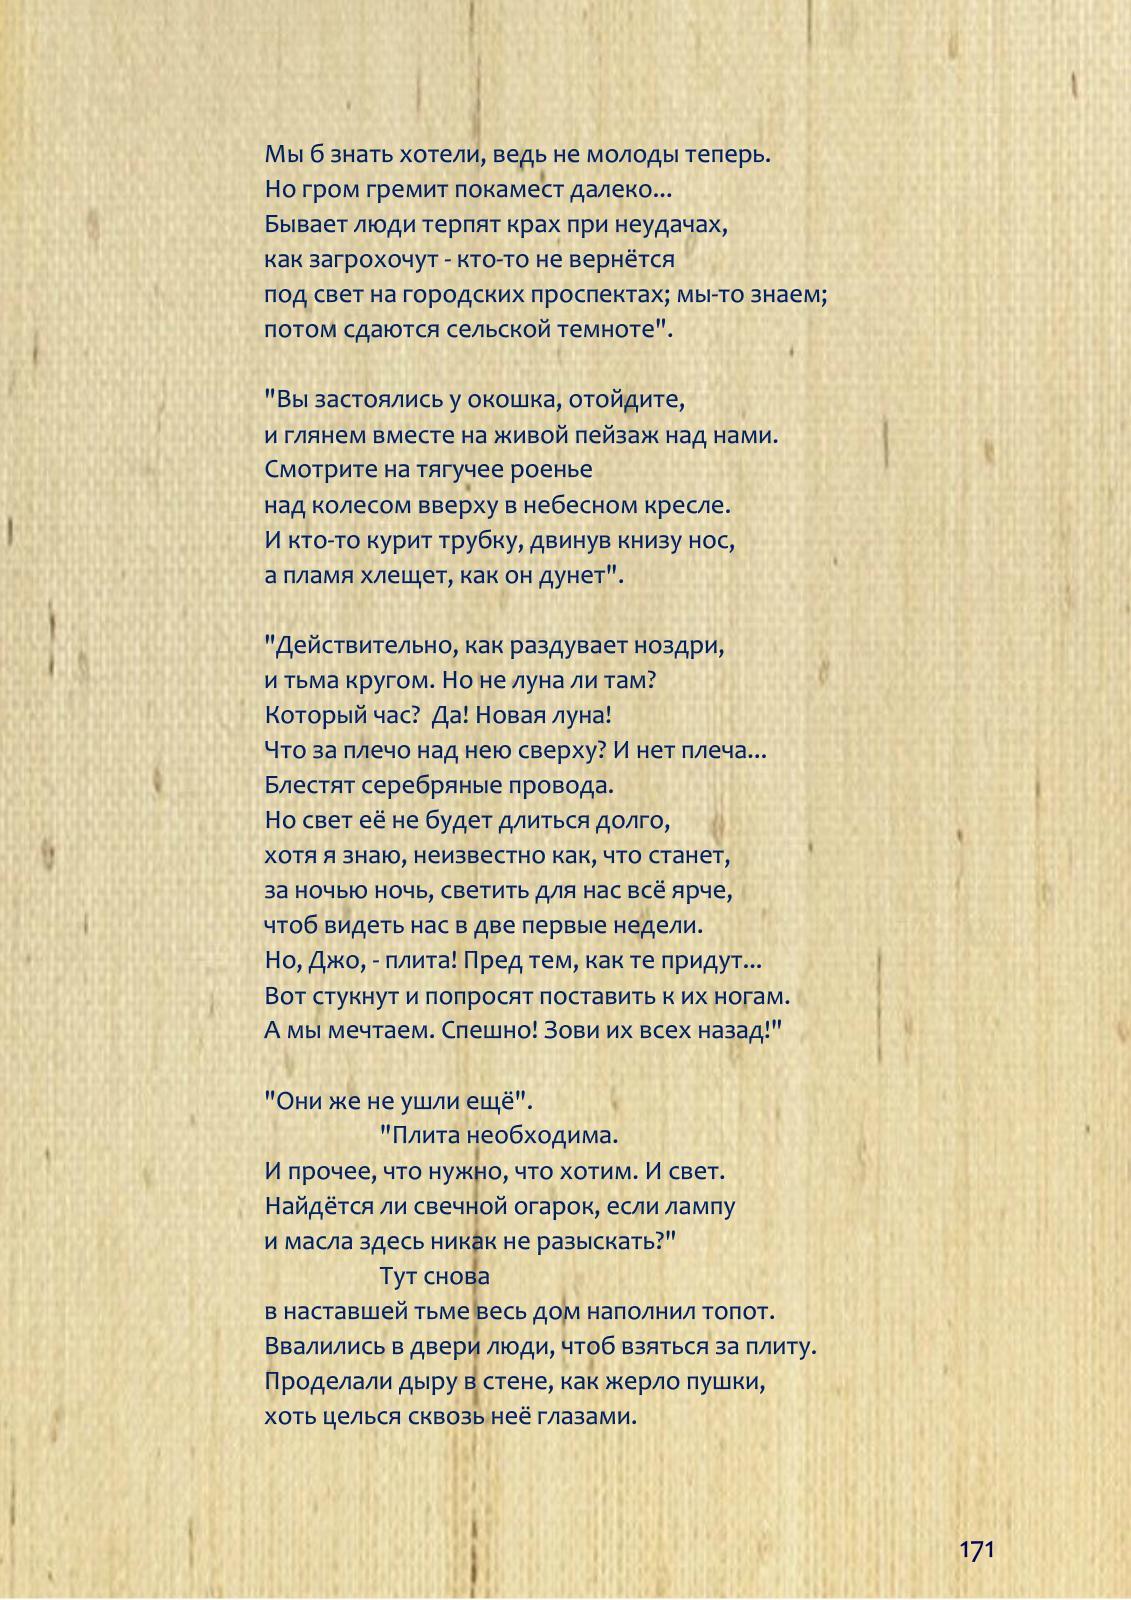 Мы б знать хотели, ведь не молоды теперь.
Но гром гремит покамест далеко...
Бывает люди терпят крах при неудачах,
как загрохочут - кто-то не вернётся
под свет на городских проспектах; мы-то знаем;
потом сдаются сельской темноте".
"Вы застоялись у окошка, отойдите,
и глянем вместе на живой пейзаж над нами.
Смотрите на тягучее роенье
над колесом вверху в небесном кресле.
И кто-то курит трубку, двинув книзу нос,
а пламя хлещет, как он дунет".
"Действительно, как раздувает ноздри,
и тьма кругом. Но не луна ли там?
Который час?  Да! Новая луна!
Что за плечо над нею сверху? И нет плеча...
Блестят серебряные провода.
Но свет её не будет длиться долго,
хотя я знаю, неизвестно как, что станет,
за ночью ночь, светить для нас всё ярче,
чтоб видеть нас в две первые недели.
Но, Джо, - плита! Пред тем, как те придут...
Вот стукнут и попросят поставить к их ногам.
А мы мечтаем. Спешно! Зови их всех назад!"
"Они же не ушли ещё".
"Плита необходима.
И прочее, что нужно, что хотим. И свет.
Найдётся ли свечной огарок, если лампу
и масла здесь никак не разыскать?"
Тут снова
в наставшей тьме весь дом наполнил топот.
Ввалились в двери люди, чтоб взяться за плиту.
Проделали дыру в стене, как жерло пушки,
хоть целься сквозь неё глазами.
171